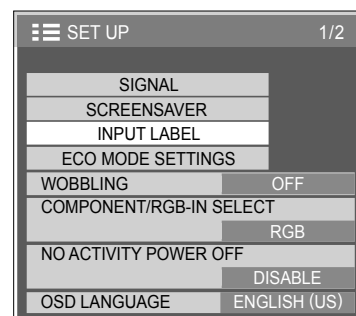 SET UP 1/2
SIGNAL
SCREENSAVER
INPUT LABEL
ECO MODE SETTINGS
WOBBLING OFF
COMPONENT/RGB-IN SELECT
RGB
NO ACTIVITY POWER OFF
DISABLE
OSD LANGUAGE ENGLISH (US)